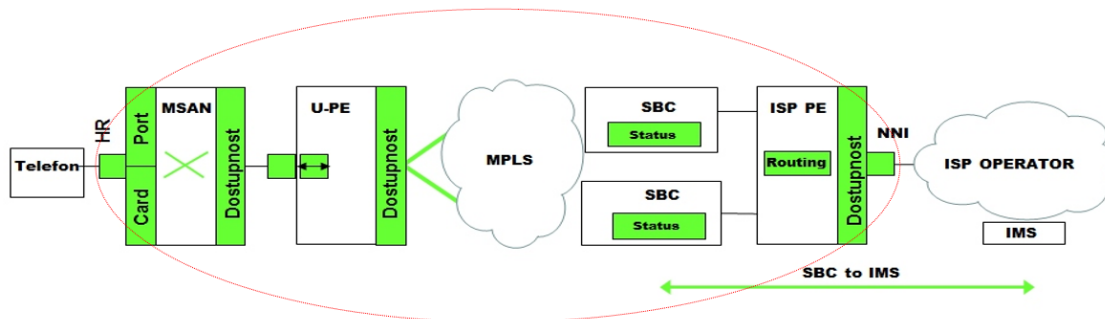 Telefon
HR
Port
Card
MSAN
Dostupnost
U-PE
Dostupnost
MPLS
SBC
Status
SBC
Status
ISP PE
Routing
Dostupnost
NNI
ISP OPERATOR
IMS
SBC to IMS